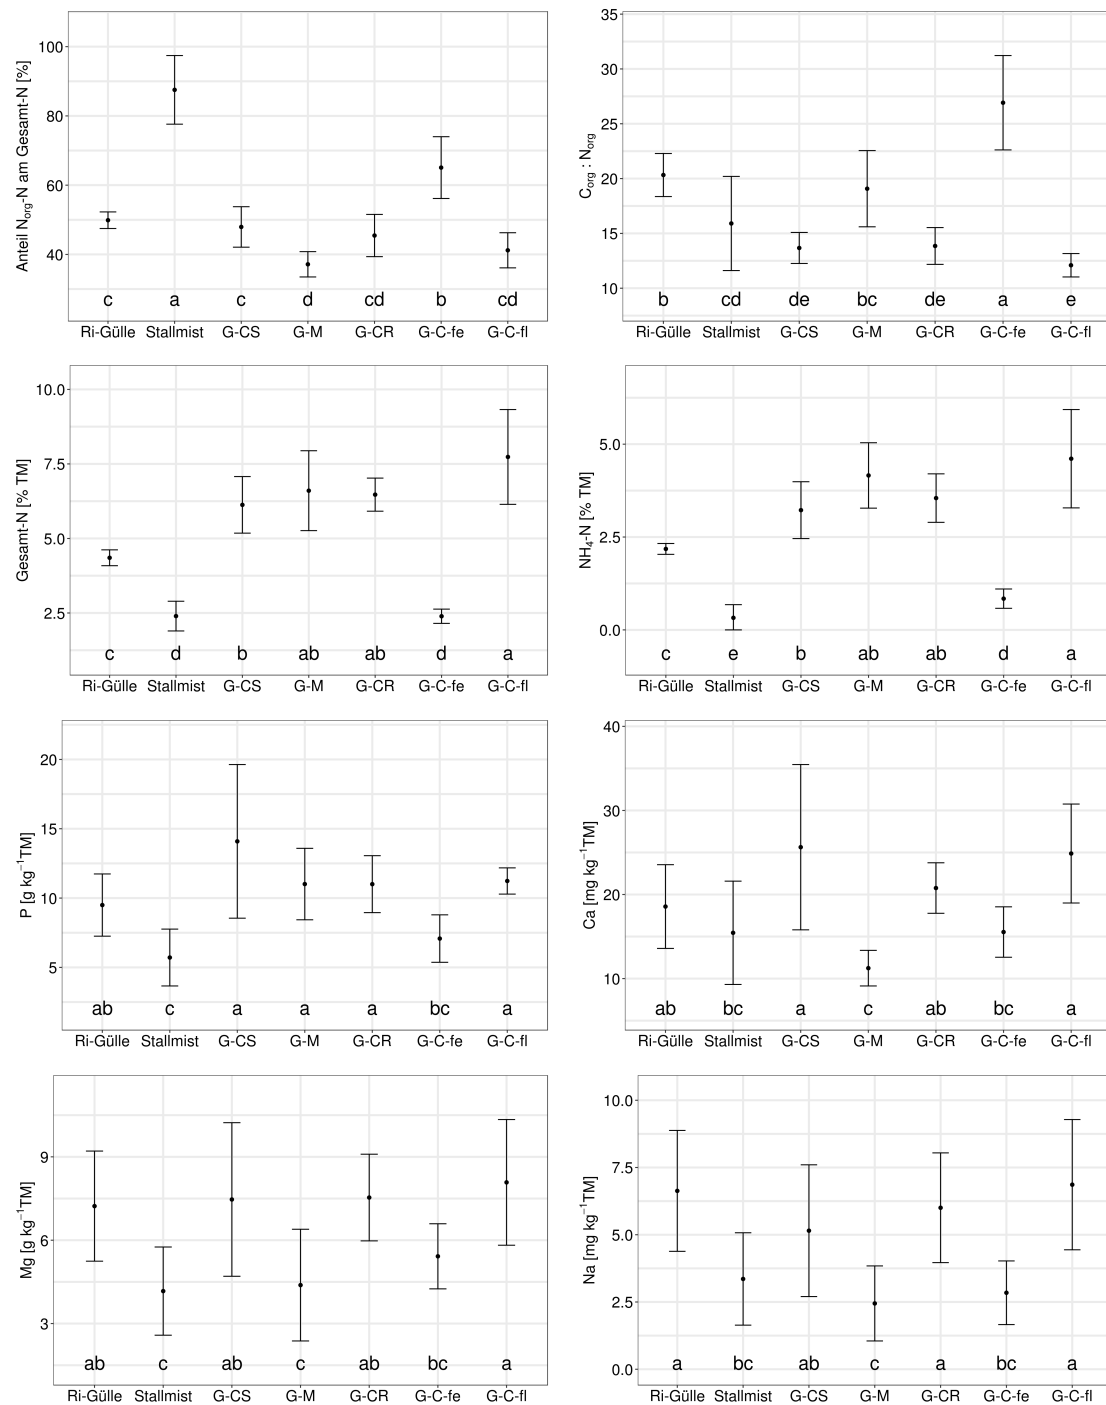 Anteil Norg-N am Gesamt-N [%]
100
80
60
40
c a c d cd b cd
Ri-Gülle Stallmist G-CS G-M G-CR G-C-fe G-C-fl
Corg : Norg
35
30
25
20
15
10
b cd de bc de a e
Ri-Gülle Stallmist G-CS G-M G-CR G-C-fe G-C-fl
Gesamt-N [% TM]
10.0
7.5
5.0
2.5
c d b ab ab d a
Ri-Gülle Stallmist G-CS G-M G-CR G-C-fe G-C-fl
NH₄-N [% TM]
5.0
2.5
0.0
c e b ab ab d a
Ri-Gülle Stallmist G-CS G-M G-CR G-C-fe G-C-fl
P [g kg⁻¹TM]
20
15
10
5
ab c a a a bc a
Ri-Gülle Stallmist G-CS G-M G-CR G-C-fe G-C-fl
Ca [mg kg⁻¹TM]
40
30
20
10
ab bc a c ab bc a
Ri-Gülle Stallmist G-CS G-M G-CR G-C-fe G-C-fl
Mg [g kg⁻¹TM]
9
6
3
ab c ab c ab bc a
Ri-Gülle Stallmist G-CS G-M G-CR G-C-fe G-C-fl
Na [mg kg⁻¹TM]
10.0
7.5
5.0
2.5
0.0
a bc ab c a bc a
Ri-Gülle Stallmist G-CS G-M G-CR G-C-fe G-C-fl